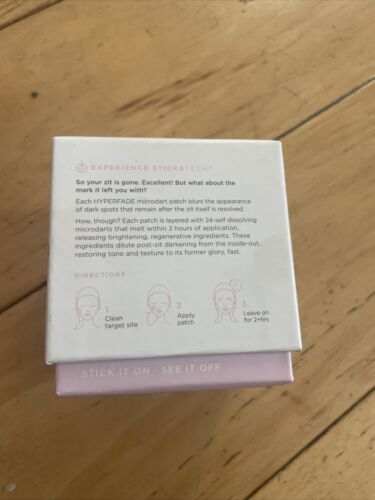 EXPERIENCE STICKATECH
So your zit is gone. Excellent! But what about the
mark it left you with?
Each HYPERFADE microdart patch blurs the appearance
of dark spots that remain after the zit itself is resolved.
How, though? Each patch is layered with 24-self dissolving
microdarts that melt within 2 hours of application,
releasing brightening, regenerative ingredients. These
ingredients dilute post-zit darkening from the inside-out,
restoring tone and texture to its former glory, fast.
DIRECTIONS
1.
Clean
target site
2.
Apply
patch
3.
Leave on
for 2+hrs
STICK IT ON · SEE IT OFF